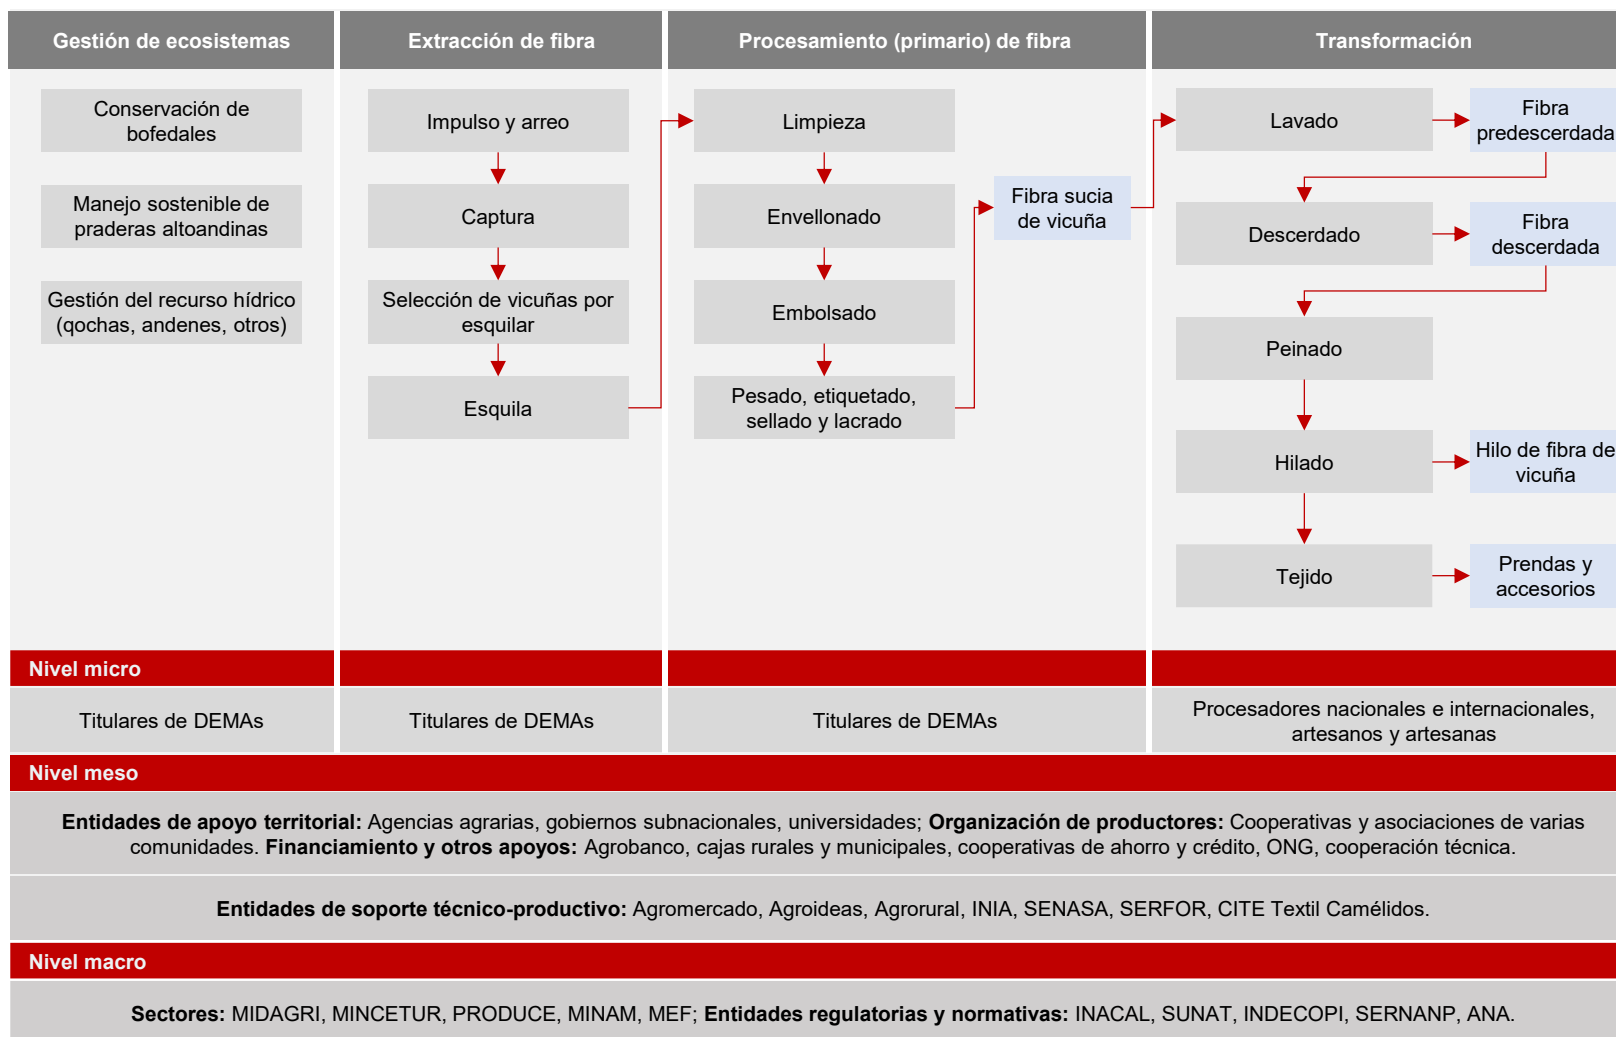 Gestión de ecosistemas
Conservación de
bofedales
Manejo sostenible de
praderas altoandinas
Gestión del recurso hídrico
(qochas, andenes, otros)
Extracción de fibra
Impulso y arreo
Captura
Selección de vicuñas por
esquilar
Esquila
Procesamiento (primario) de fibra
Limpieza
Envellonado
Embolsado
Pesado, etiquetado,
sellado y lacrado
Fibra sucia
de vicuña
Transformación
Lavado
Fibra
predescerdada
Descerdado
Fibra
descerdada
Peinado
Hilado
Hilo de fibra de
vicuña
Tejido
Prendas y
accesorios
Nivel micro
Titulares de DEMAs
Titulares de DEMAs
Titulares de DEMAs
Procesadores nacionales e internacionales,
artesanos y artesanas
Nivel meso
Entidades de apoyo territorial: Agencias agrarias, gobiernos subnacionales, universidades; Organización de productores: Cooperativas y asociaciones de varias
comunidades. Financiamiento y otros apoyos: Agrobanco, cajas rurales y municipales, cooperativas de ahorro y crédito, ONG, cooperación técnica.
Entidades de soporte técnico-productivo: Agromercado, Agroideas, Agrorural, INIA, SENASA, SERFOR, CITE Textil Camélidos.
Nivel macro
Sectores: MIDAGRI, MINCETUR, PRODUCE, MINAM, MEF; Entidades regulatorias y normativas: INACAL, SUNAT, INDECOPI, SERNANP, ANA.